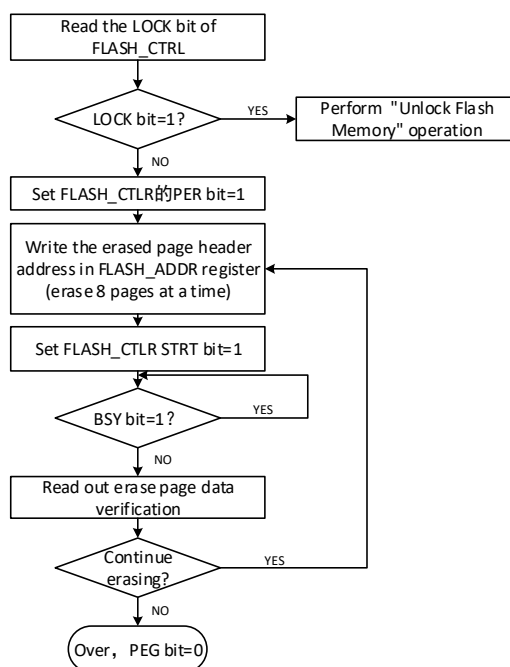 Read the LOCK bit of
FLASH_CTRL
LOCK bit=1?
YES
Perform "Unlock Flash
Memory" operation
NO
Set FLASH_CTLR的PER bit=1
Write the erased page header
address in FLASH_ADDR register
(erase 8 pages at a time)
Set FLASH_CTLR STRT bit=1
BSY bit=1?
YES
NO
Read out erase page data
verification
Continue
erasing?
YES
NO
Over，PEG bit=0